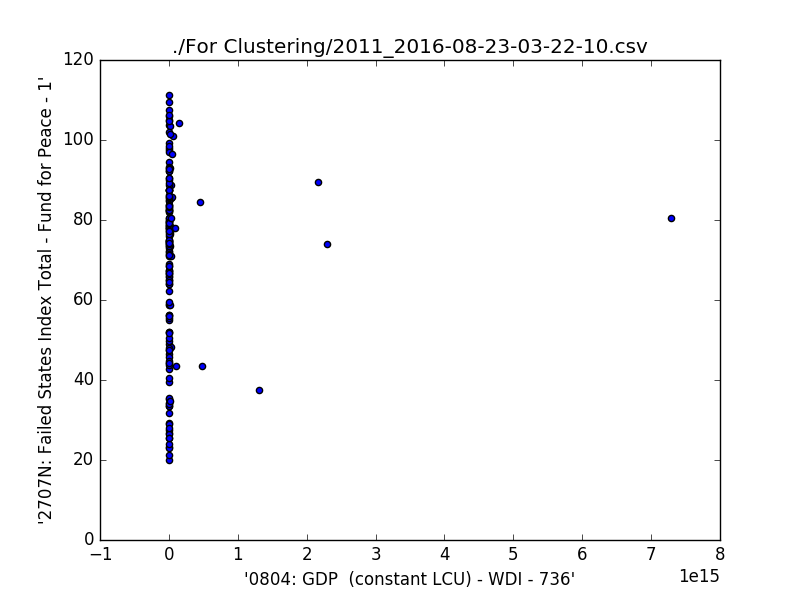 ./For Clustering/2011_2016-08-23-03-22-10.csv
'2707N: Failed States Index Total - Fund for Peace - 1'
120
100
80
60
40
20
0
−1 0 1 2 3 4 5 6 7 8
1e15
'0804: GDP  (constant LCU) - WDI - 736'